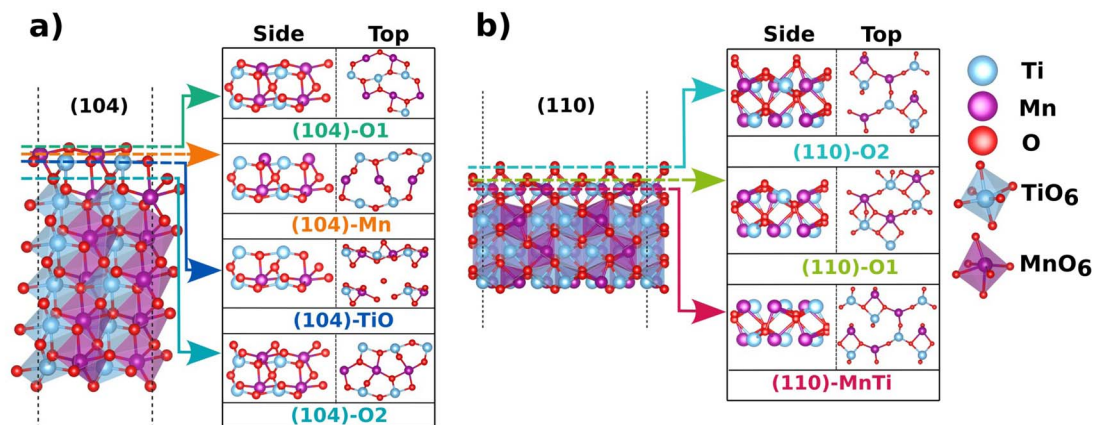 a)
Side Top
(104)
(104)-O1
(104)-Mn
(104)-TiO
(104)-O2
b)
Side Top
(110)
(110)-O2
(110)-O1
(110)-MnTi
Ti
Mn
O
TiO6
MnO6